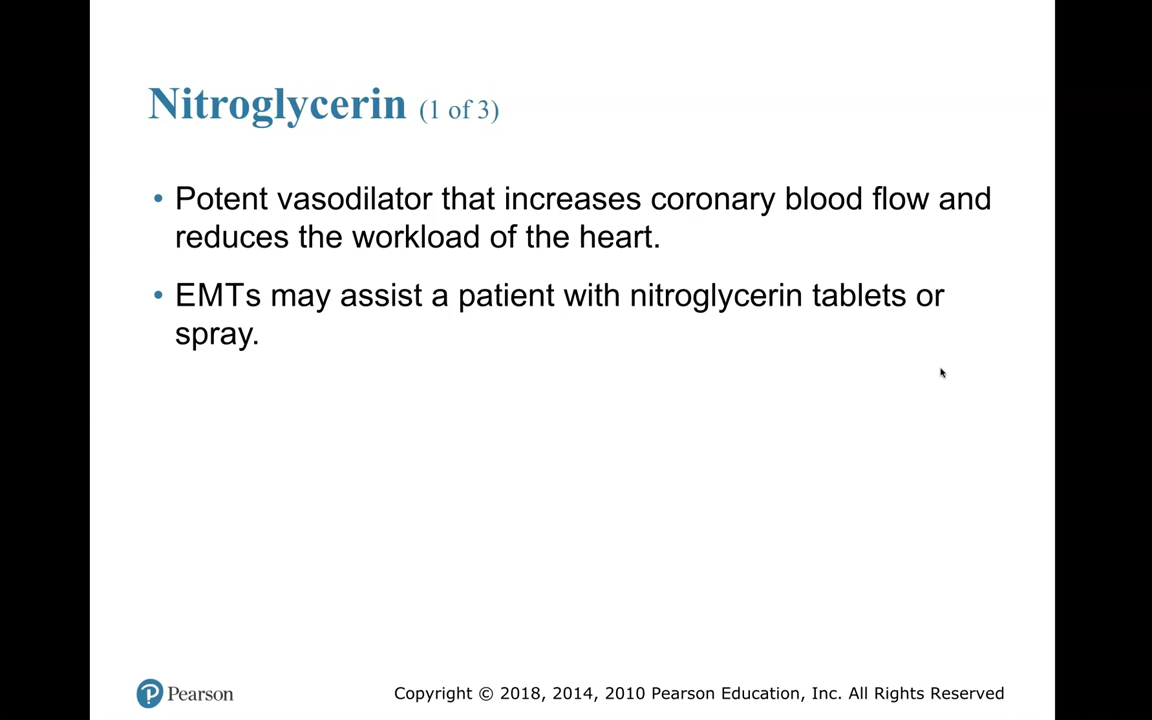 Nitroglycerin (1 of 3)
• Potent vasodilator that increases coronary blood flow and
reduces the workload of the heart.
• EMTs may assist a patient with nitroglycerin tablets or
spray.
Pearson
Copyright © 2018, 2014, 2010 Pearson Education, Inc. All Rights Reserved